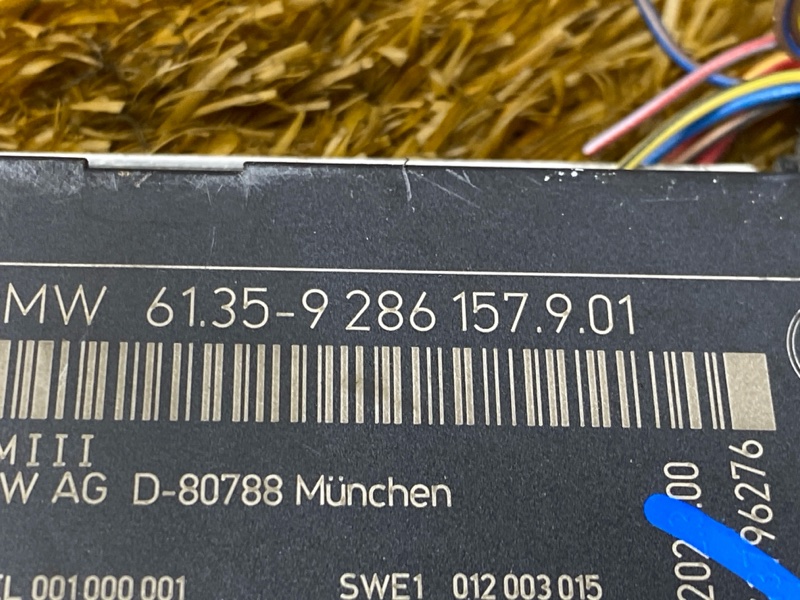 MW 61.35-9 286 157.9.01
MIII
W AG D-80788 München
EL 001 000 001 SWE1 012 003 015
96276